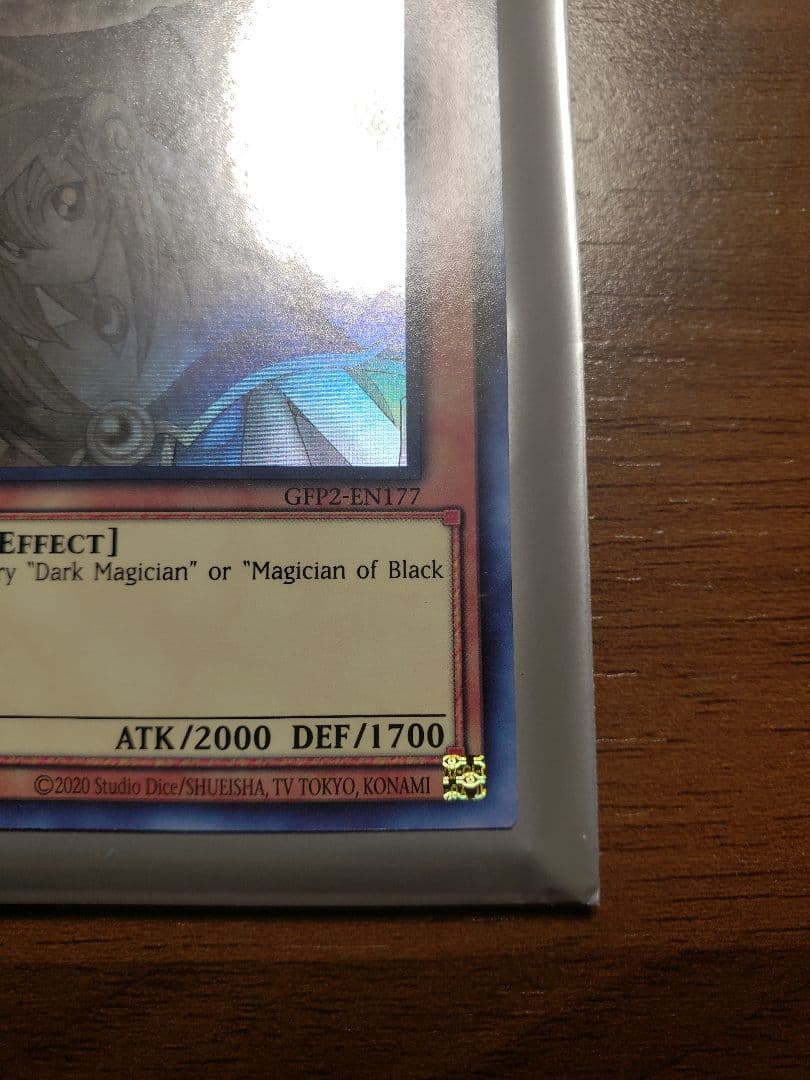 GFP2-EN177
EFFECT]
ry "Dark Magician" or "Magician of Black
ATK/2000 DEF/1700
©2020 Studio Dice/SHUEISHA, TV TOKYO, KONAMI